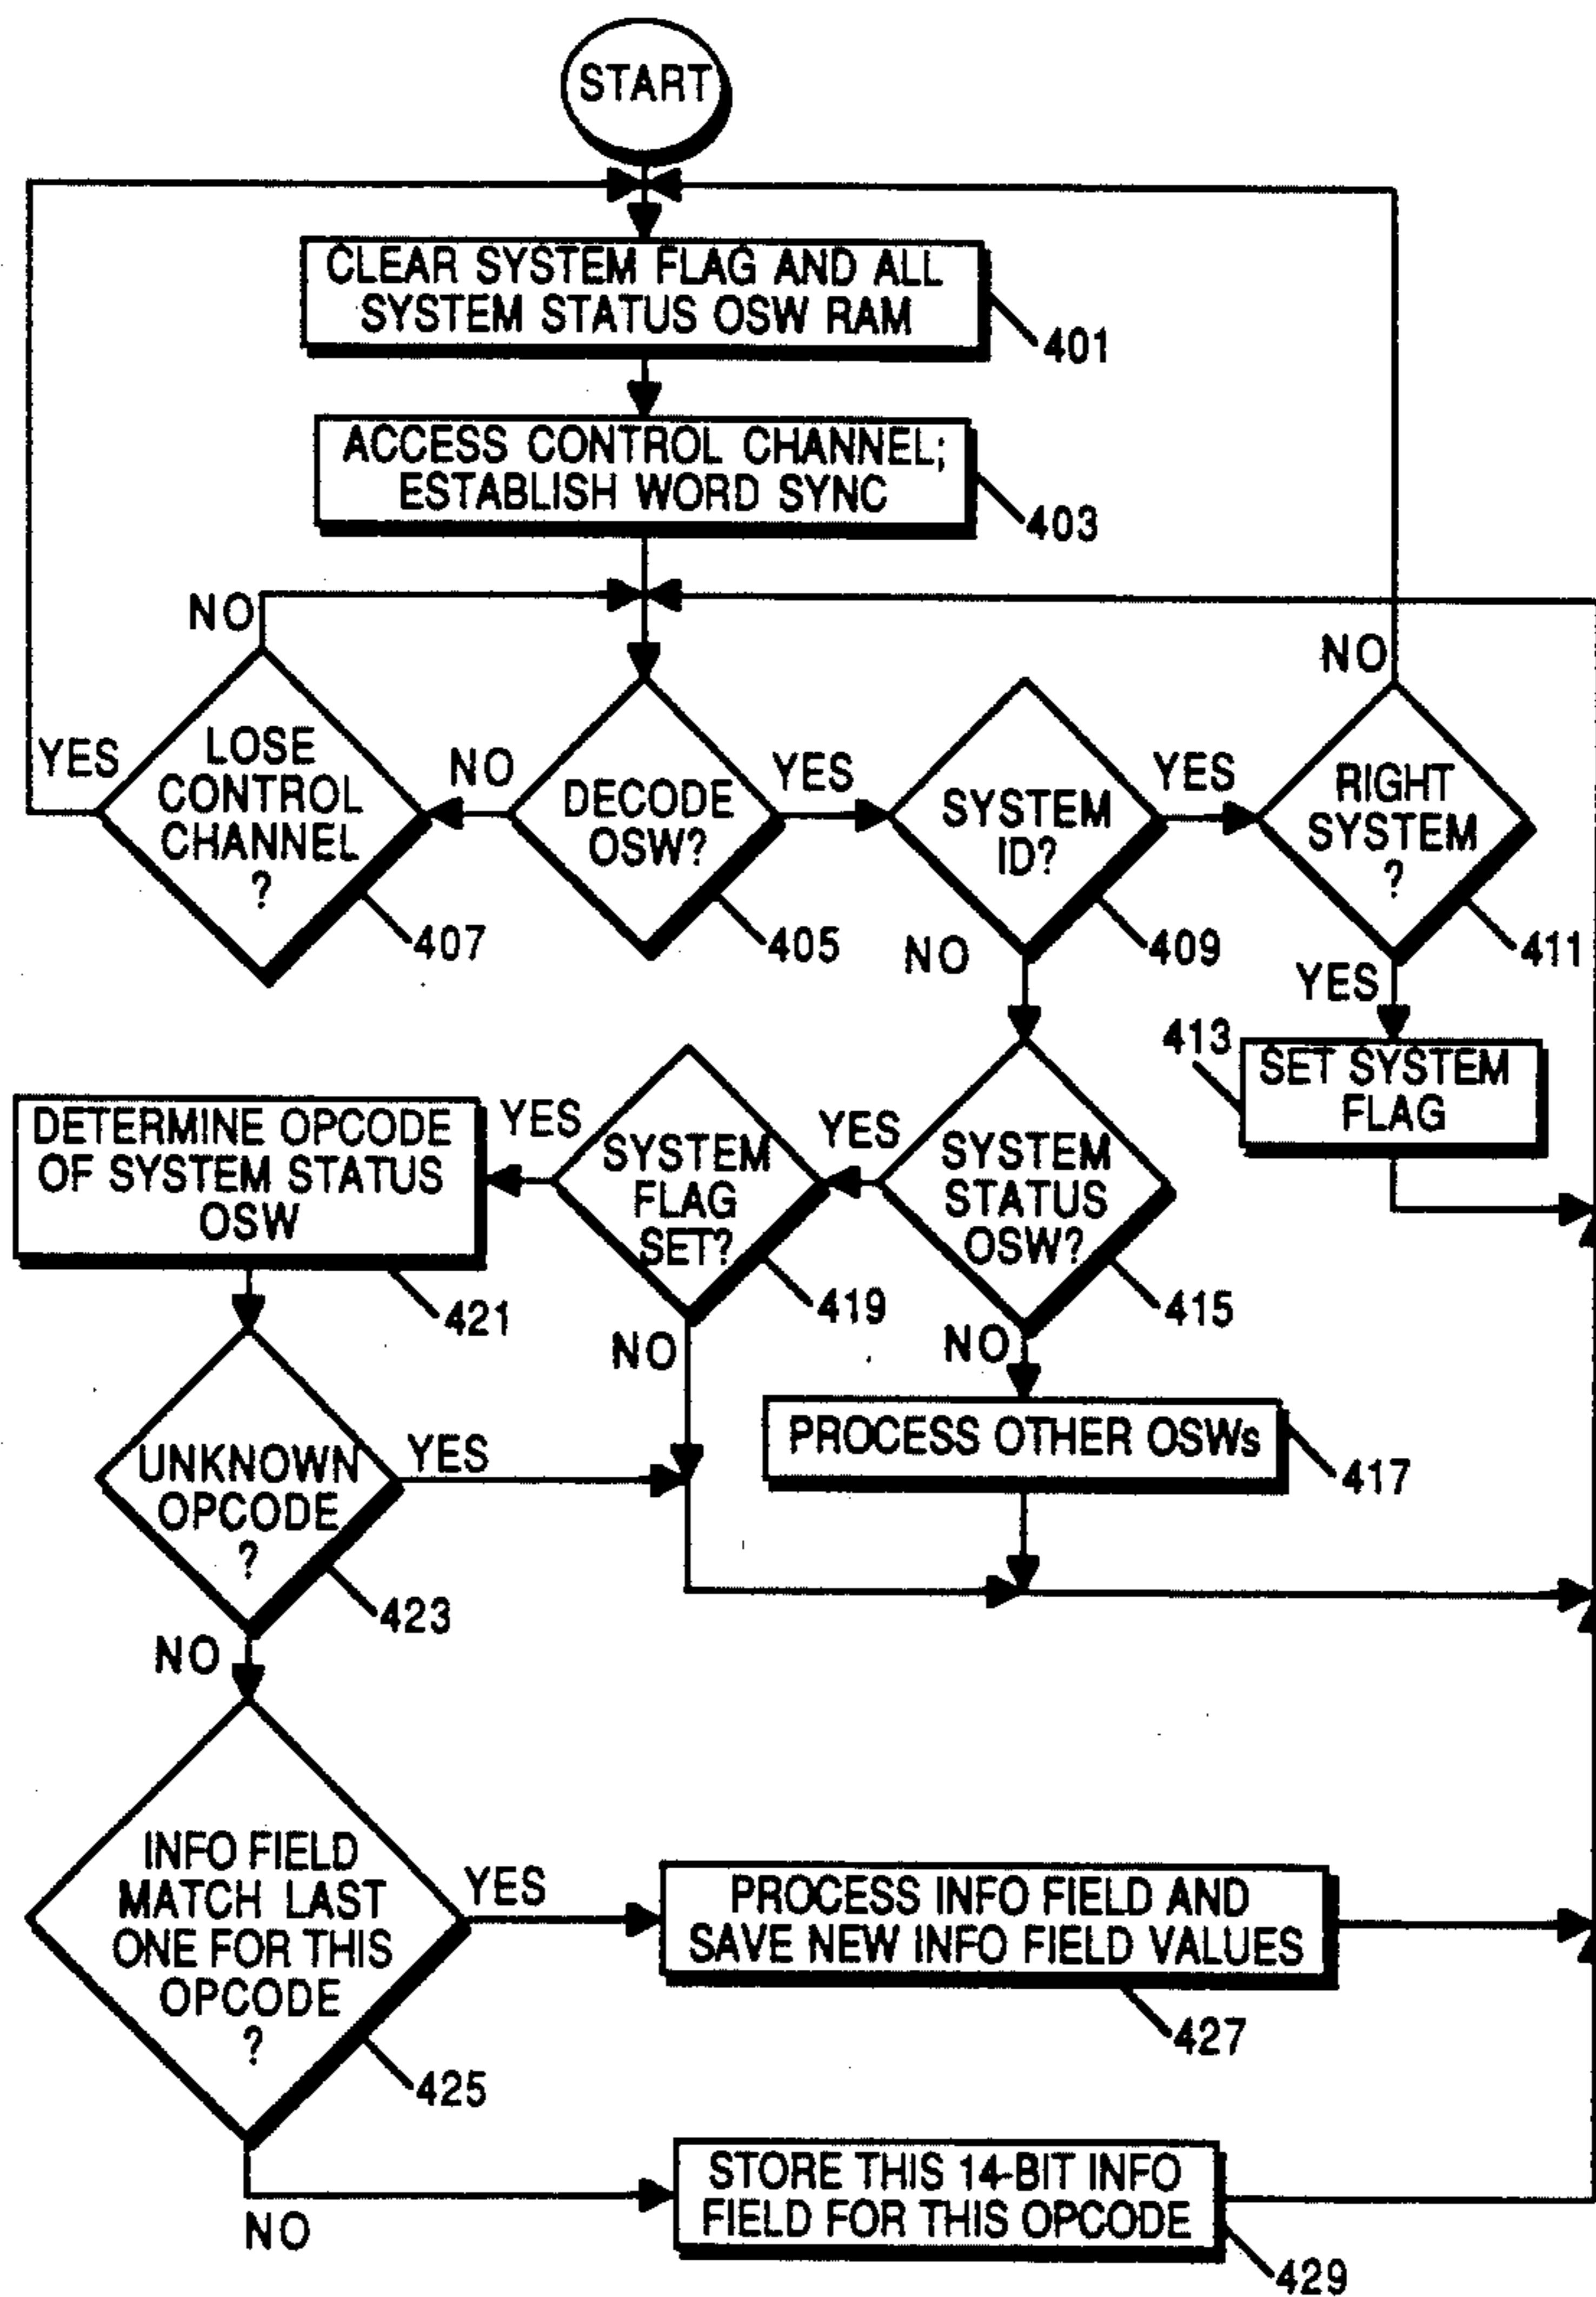 START
CLEAR SYSTEM FLAG AND ALL
SYSTEM STATUS OSW RAM
401
ACCESS CONTROL CHANNEL;
ESTABLISH WORD SYNC
403
NO
NO
YES
LOSE
CONTROL
CHANNEL
?
407
NO
DECODE
OSW?
405
YES
SYSTEM
ID?
409
YES
RIGHT
SYSTEM
?
411
NO
YES
413
SET SYSTEM
FLAG
DETERMINE OPCODE
OF SYSTEM STATUS
OSW
421
YES
SYSTEM
FLAG
SET?
419
YES
SYSTEM
STATUS
OSW?
415
NO
NO
UNKNOWN
OPCODE
?
423
YES
PROCESS OTHER OSWs
417
NO
INFO FIELD
MATCH LAST
ONE FOR THIS
OPCODE
?
425
YES
PROCESS INFO FIELD AND
SAVE NEW INFO FIELD VALUES
427
NO
STORE THIS 14-BIT INFO
FIELD FOR THIS OPCODE
429